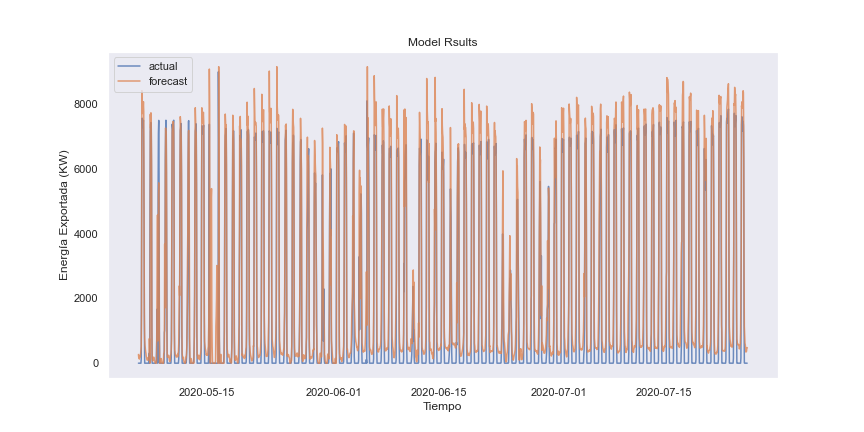 Model Rsults
actual
forecast
Energía Exportada (KW)
8000
6000
4000
2000
0
2020-05-15
2020-06-01
2020-06-15
2020-07-01
2020-07-15
Tiempo